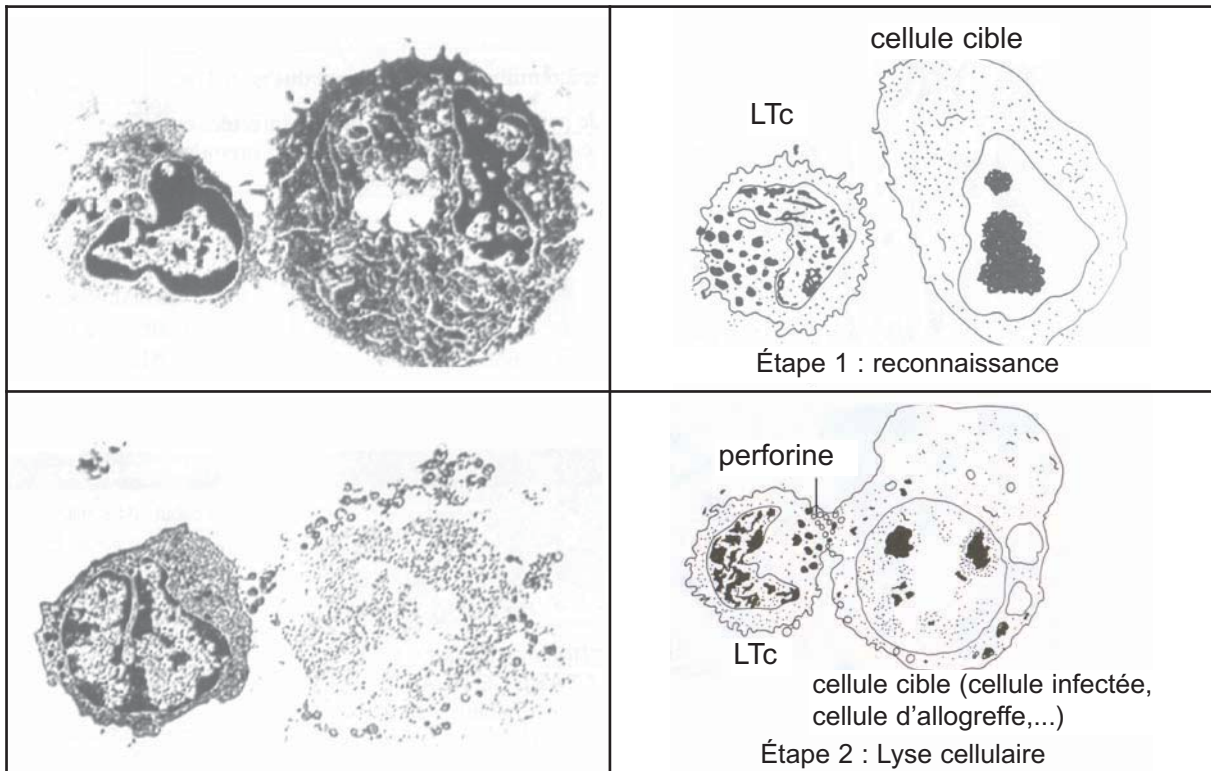 cellule cible
LTc
Étape 1 : reconnaissance
perforine
LTc
cellule cible (cellule infectée,
cellule d'allogreffe,...)
Étape 2 : Lyse cellulaire